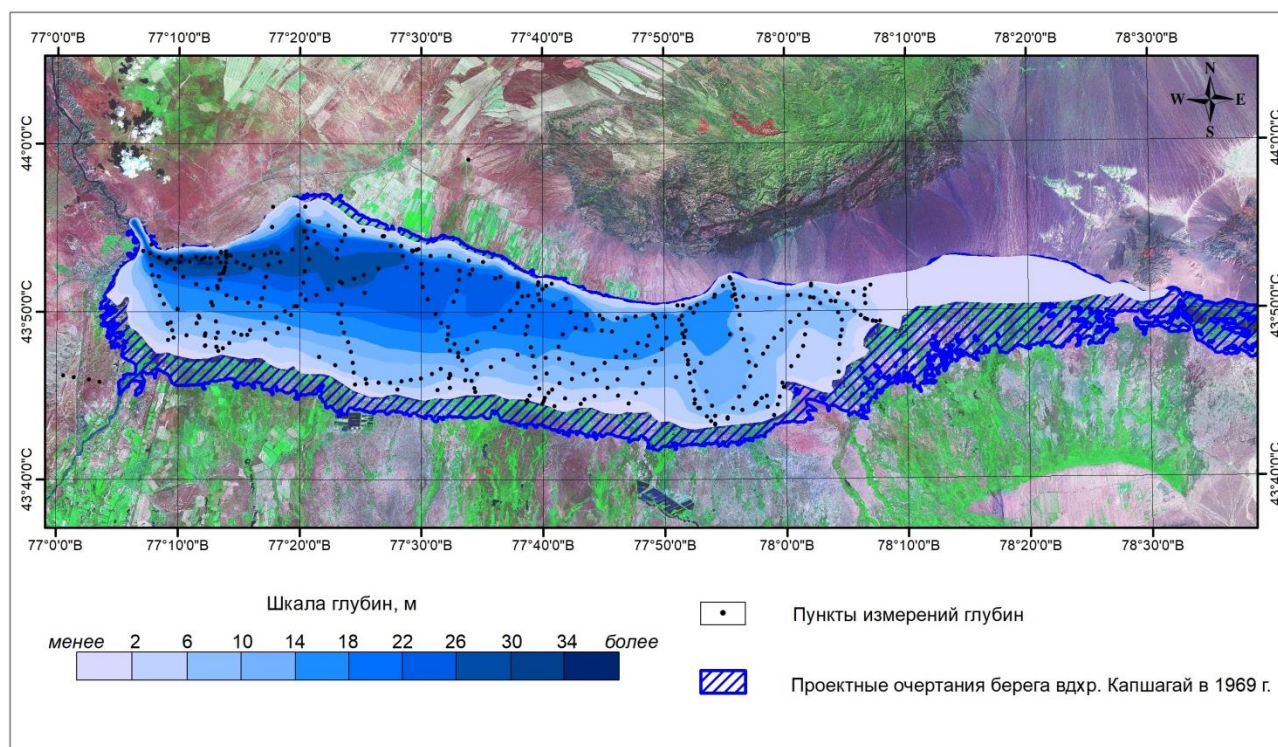 77°0'0"В 77°10'0"В 77°20'0"В 77°30'0"В 77°40'0"В 77°50'0"В 78°0'0"В 78°10'0"В 78°20'0"В 78°30'0"В
N
W E
S
44°0'0"С 44°0'0"С
43°50'0"С 43°50'0"С
43°40'0"С 43°40'0"С
77°0'0"В 77°10'0"В 77°20'0"В 77°30'0"В 77°40'0"В 77°50'0"В 78°0'0"В 78°10'0"В 78°20'0"В 78°30'0"В
Шкала глубин, м
менее 2 6 10 14 18 22 26 30 34 более
Пункты измерений глубин
Проектные очертания берега вдхр. Капшагай в 1969 г.